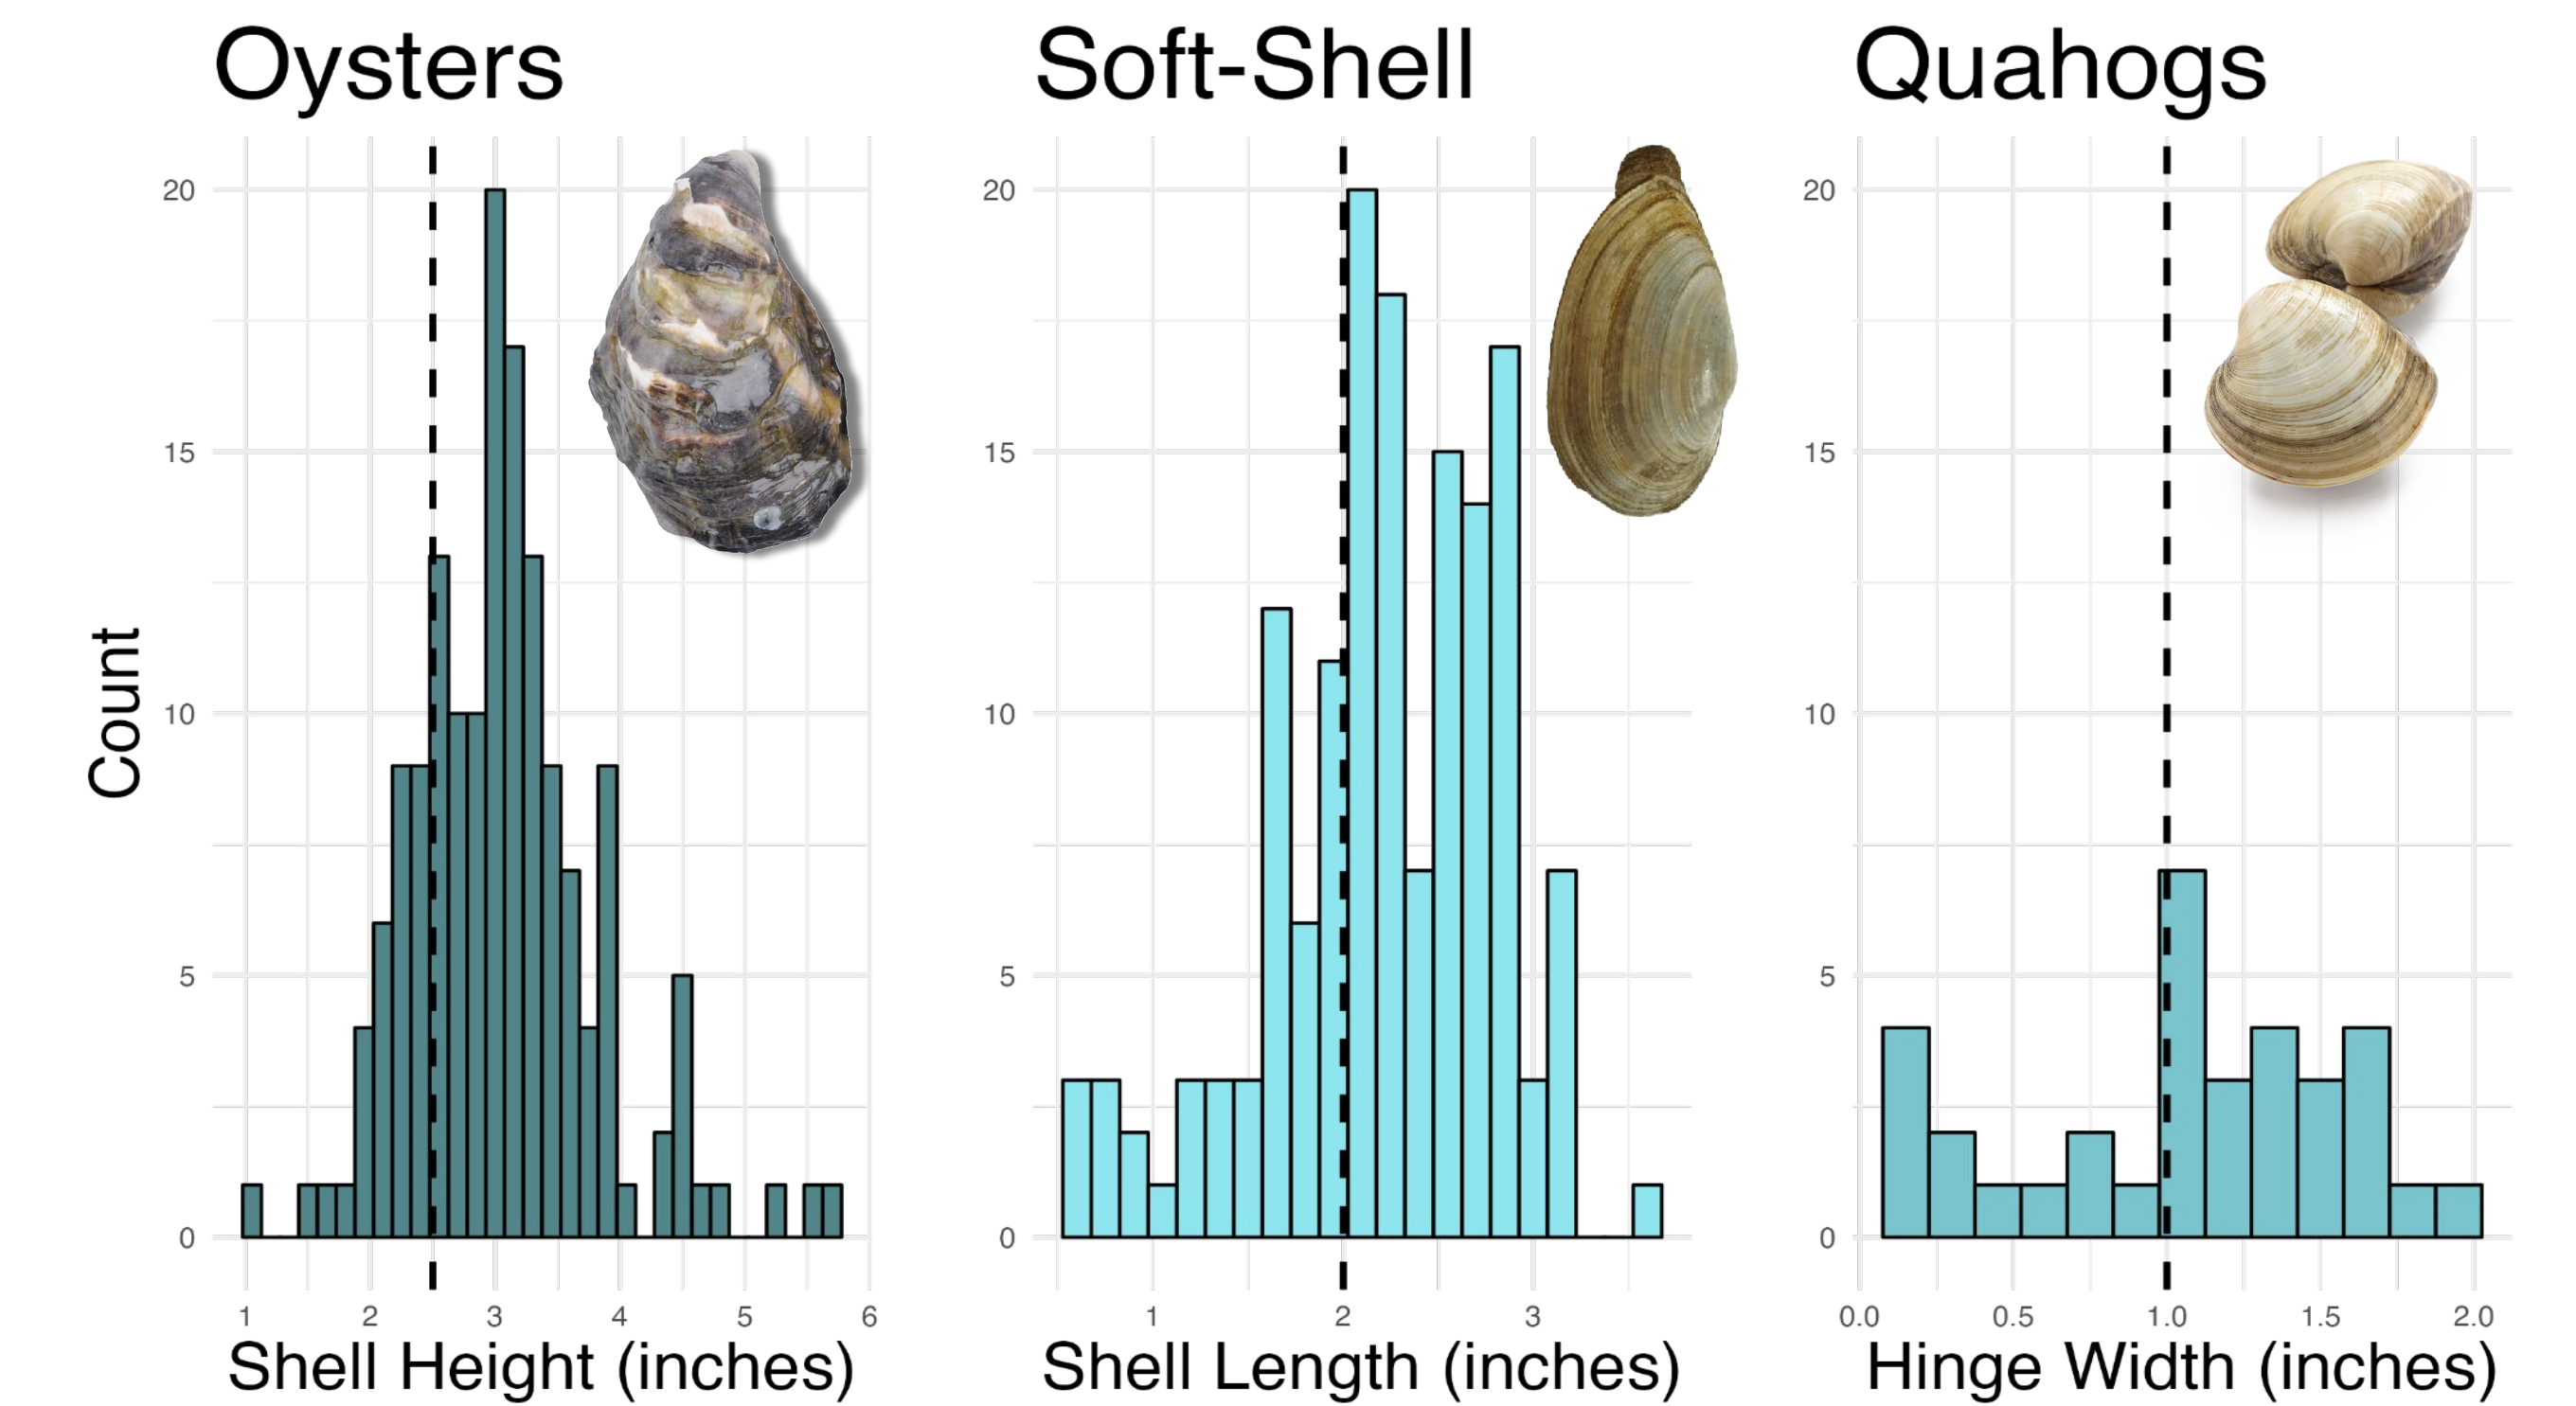 Oysters
Soft-Shell
Quahogs
20
15
10
5
0
20
15
10
5
0
20
15
10
5
0
Count
1 2 3 4 5 6
1 2 3
0.0 0.5 1.0 1.5 2.0
Shell Height (inches)
Shell Length (inches)
Hinge Width (inches)